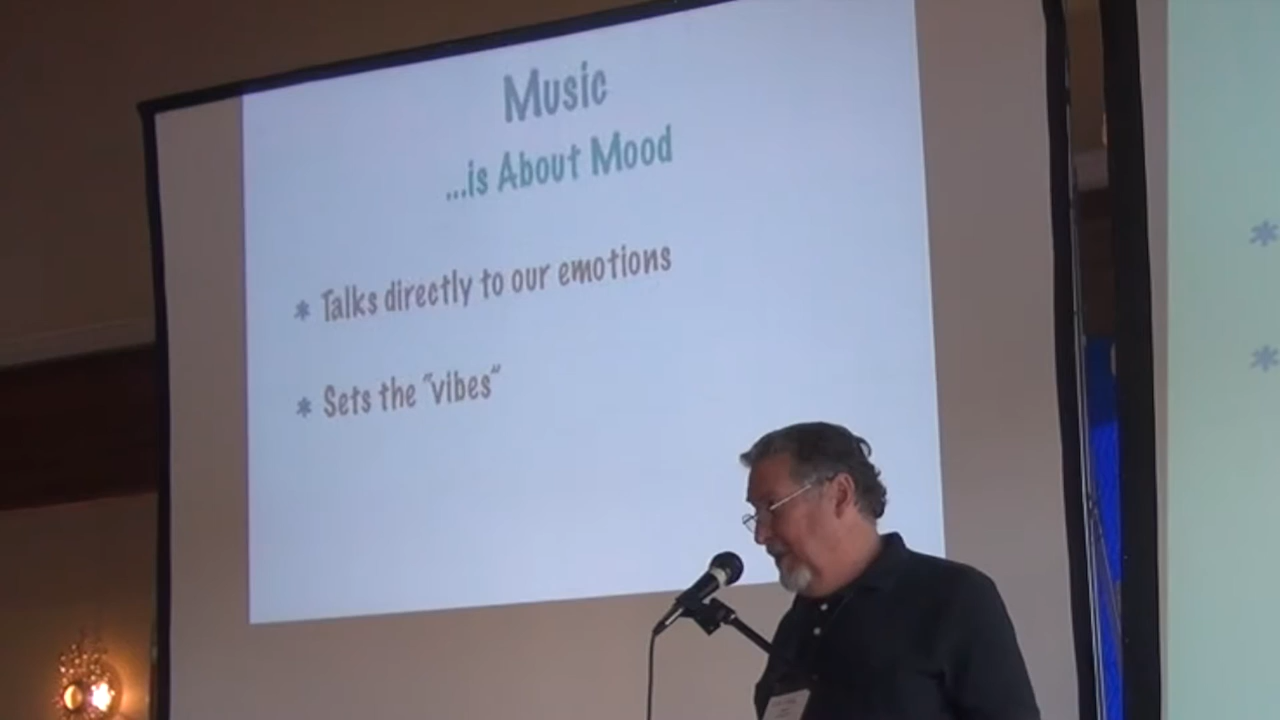 Music
...is About Mood
* Talks directly to our emotions
* Sets the "vibes"